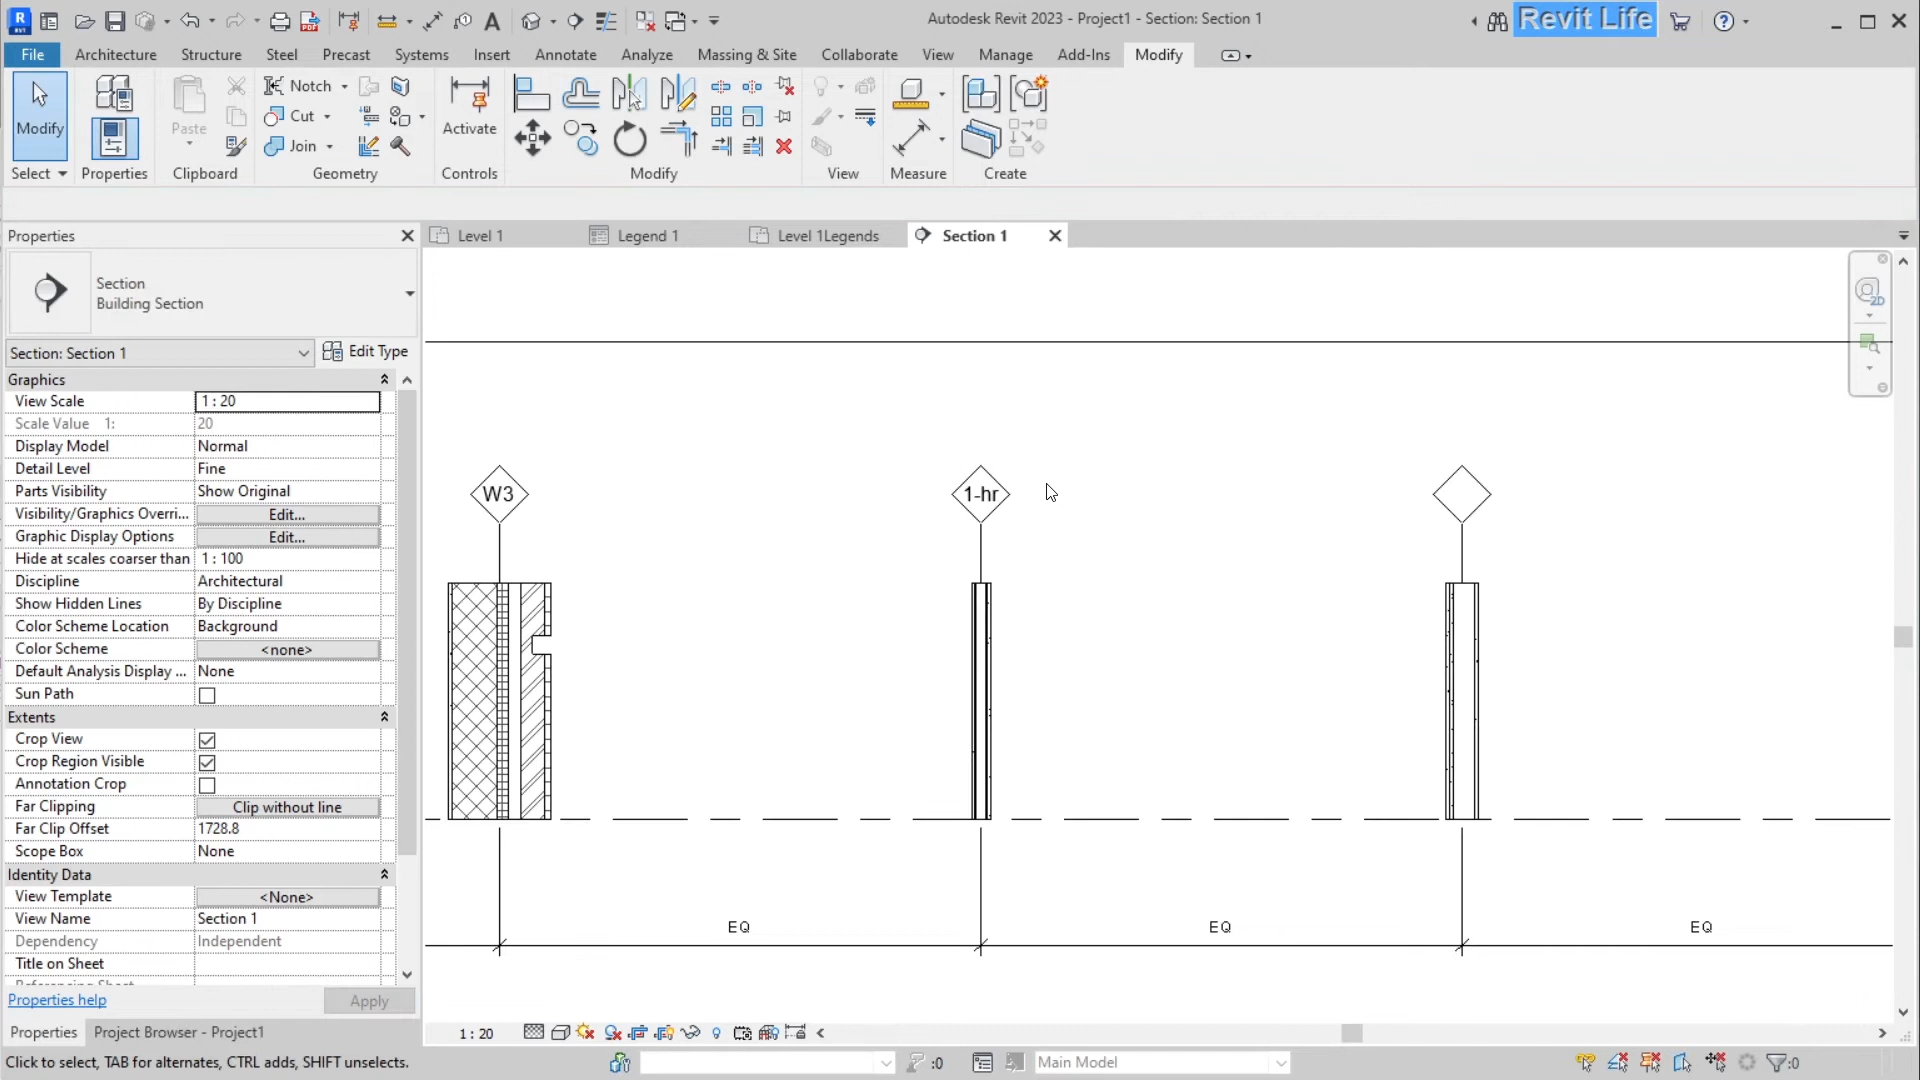 Autodesk Revit 2023 - Project1 - Section: Section 1
Revit Life
File Architecture Structure Steel Precast Systems Insert Annotate Analyze Massing & Site Collaborate View Manage Add-Ins Modify
Modify
Paste
Notch
Cut
Join
Activate
Select Properties Clipboard Geometry Controls Modify View Measure Create
Properties
Level 1 Legend 1 Level 1Legends Section 1
Section
Building Section
Section: Section 1 Edit Type
Graphics
View Scale 1 : 20
Scale Value 1: 20
Display Model Normal
Detail Level Fine
Parts Visibility Show Original
Visibility/Graphics Overri... Edit...
Graphic Display Options Edit...
Hide at scales coarser than 1 : 100
Discipline Architectural
Show Hidden Lines By Discipline
Color Scheme Location Background
Color Scheme <none>
Default Analysis Display ... None
Sun Path
Extents
Crop View
Crop Region Visible
Annotation Crop
Far Clipping Clip without line
Far Clip Offset 1728.8
Scope Box None
Identity Data
View Template <None>
View Name Section 1
Dependency Independent
Title on Sheet
Properties help Apply
Properties Project Browser - Project1
W3 1-hr
EQ EQ EQ
2D
1 : 20
Click to select, TAB for alternates, CTRL adds, SHIFT unselects.
:0 Main Model :0